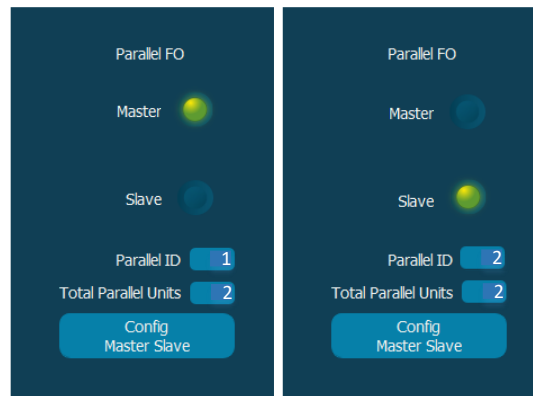 Parallel FO
Master
Slave
Parallel ID 1
Total Parallel Units 2
Config
Master Slave
Parallel FO
Master
Slave
Parallel ID 2
Total Parallel Units 2
Config
Master Slave